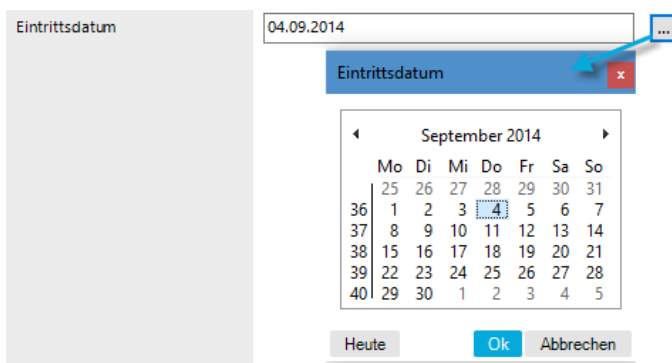 Eintrittsdatum 04.09.2014 ...
Eintrittsdatum x
September 2014
Mo Di Mi Do Fr Sa So
25 26 27 28 29 30 31
36 1 2 3 4 5 6 7
37 8 9 10 11 12 13 14
38 15 16 17 18 19 20 21
39 22 23 24 25 26 27 28
40 29 30 1 2 3 4 5
Heute Ok Abbrechen